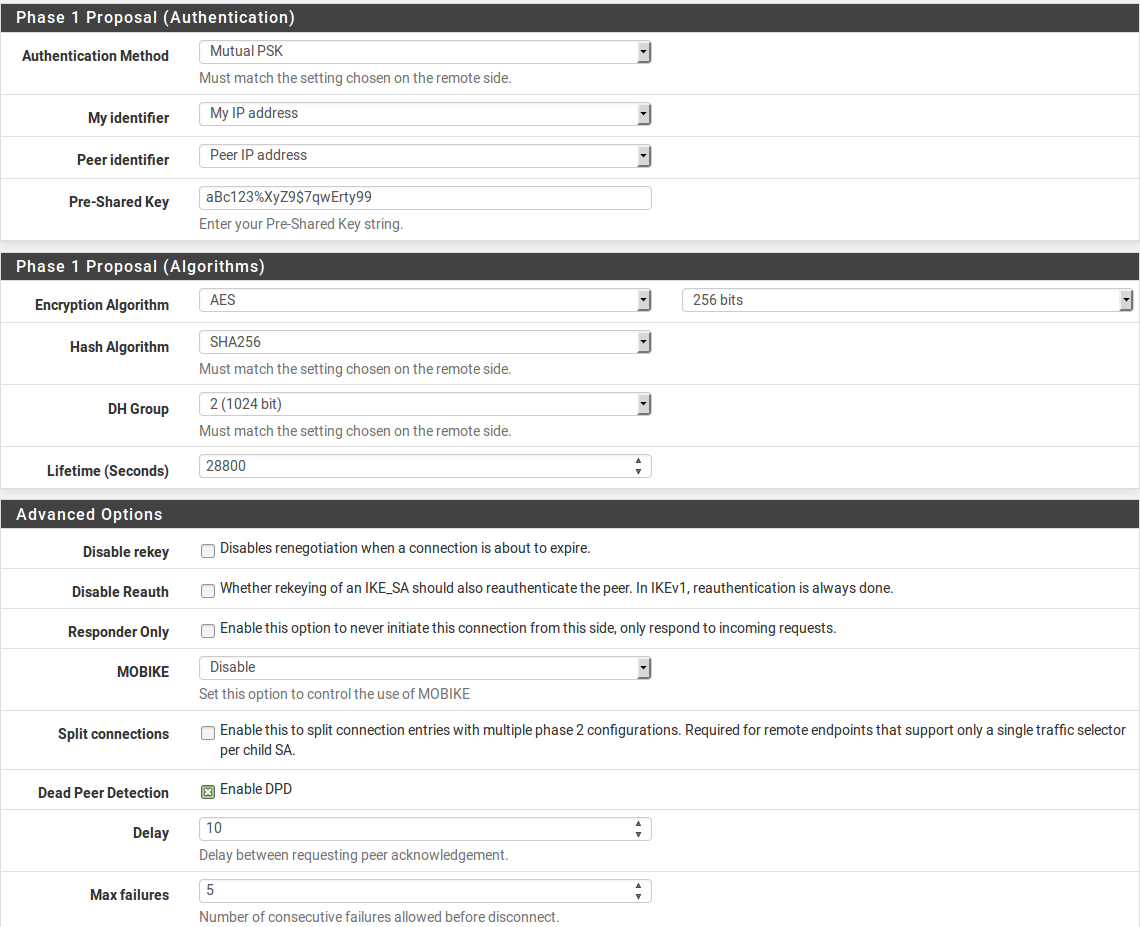 Phase 1 Proposal (Authentication)
Authentication Method
Mutual PSK
Must match the setting chosen on the remote side.
My identifier
My IP address
Peer identifier
Peer IP address
Pre-Shared Key
aBc123%XyZ9$7qwErty99
Enter your Pre-Shared Key string.
Phase 1 Proposal (Algorithms)
Encryption Algorithm
AES
256 bits
Hash Algorithm
SHA256
Must match the setting chosen on the remote side.
DH Group
2 (1024 bit)
Must match the setting chosen on the remote side.
Lifetime (Seconds)
28800
Advanced Options
Disable rekey
Disables renegotiation when a connection is about to expire.
Disable Reauth
Whether rekeying of an IKE_SA should also reauthenticate the peer. In IKEv1, reauthentication is always done.
Responder Only
Enable this option to never initiate this connection from this side, only respond to incoming requests.
MOBIKE
Disable
Set this option to control the use of MOBIKE
Split connections
Enable this to split connection entries with multiple phase 2 configurations. Required for remote endpoints that support only a single traffic selector
per child SA.
Dead Peer Detection
Enable DPD
Delay
10
Delay between requesting peer acknowledgement.
Max failures
5
Number of consecutive failures allowed before disconnect.